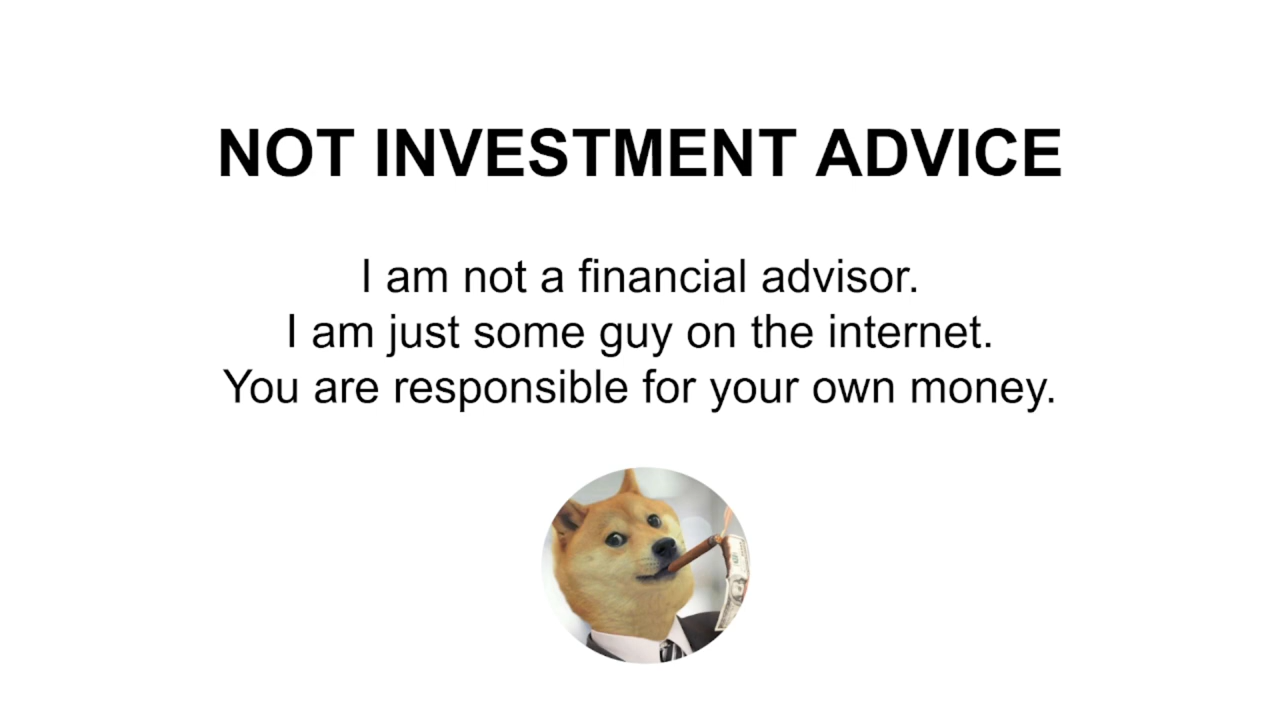 NOT INVESTMENT ADVICE
I am not a financial advisor.
I am just some guy on the internet.
You are responsible for your own money.